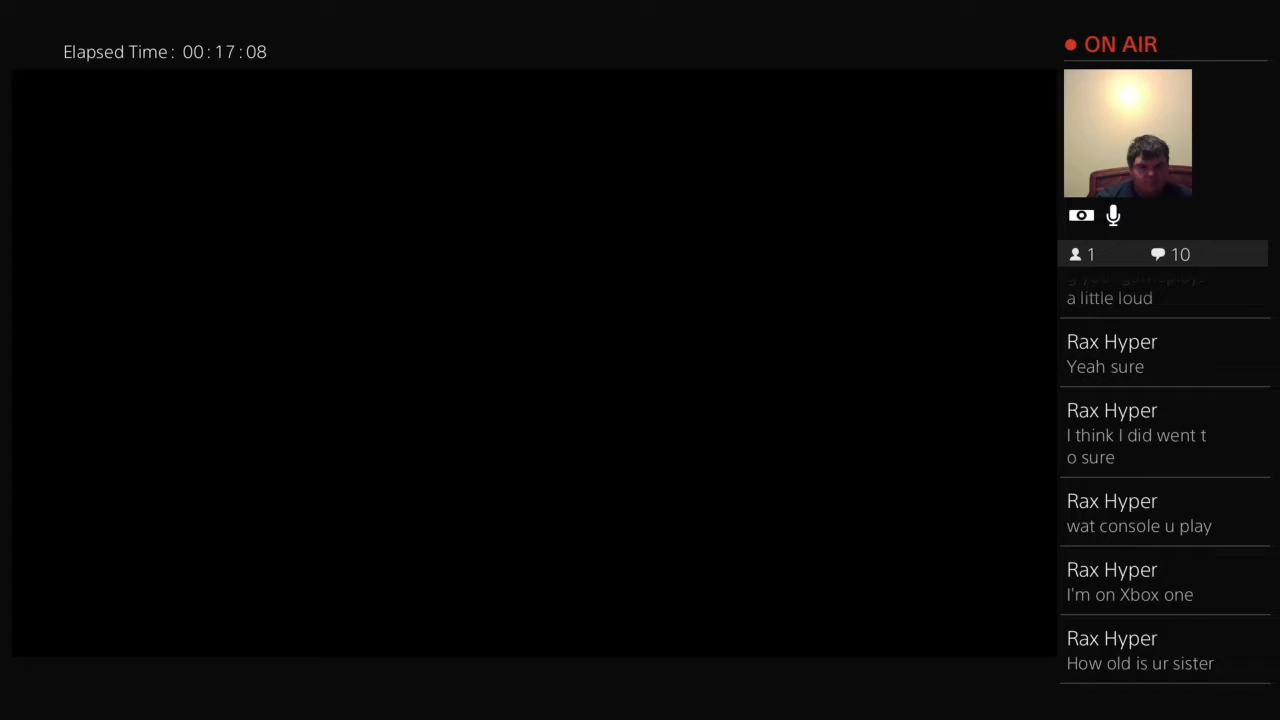 Elapsed Time: 00:17:08
ON AIR
1 10
a little loud
Rax Hyper
Yeah sure
Rax Hyper
I think I did went t
o sure
Rax Hyper
wat console u play
Rax Hyper
I'm on Xbox one
Rax Hyper
How old is ur sister